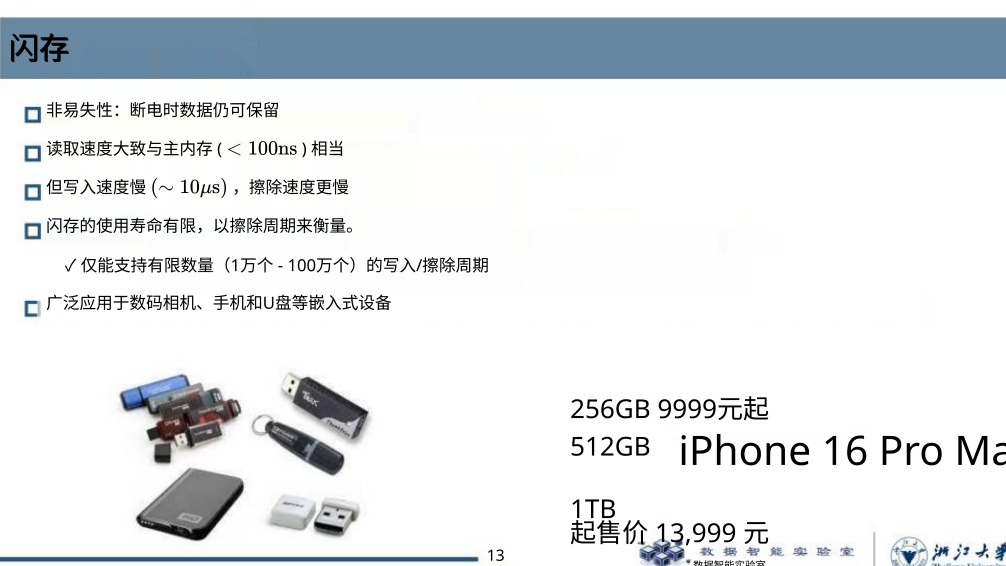 闪存
非易失性：断电时数据仍可保留
读取速度大致与主内存 ( < 100ns ) 相当
但写入速度慢 (∼ 10μs) ，擦除速度更慢
闪存的使用寿命有限，以擦除周期来衡量。
✓ 仅能支持有限数量（1万个 - 100万个）的写入/擦除周期
广泛应用于数码相机、手机和U盘等嵌入式设备
256GB 9999元起
512GB
iPhone 16 Pro Ma
1TB
起售价 13,999 元
13
数据智能实验室
数据智能实验室
浙江大学